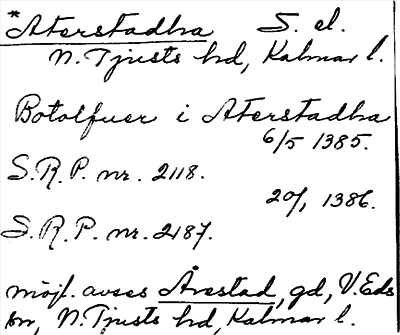 *Aterstadha S. el.
N. Tjusts hd, Kalmar l.
Botolfuer i Aterstadha
6/5 1385.
S.R.P. nr. 2118.
20/1 1386.
S.R.P. nr. 2187.
möjl. avses Årestad, gd, V. Eds
sn, N. Tjusts hd, Kalmar l.